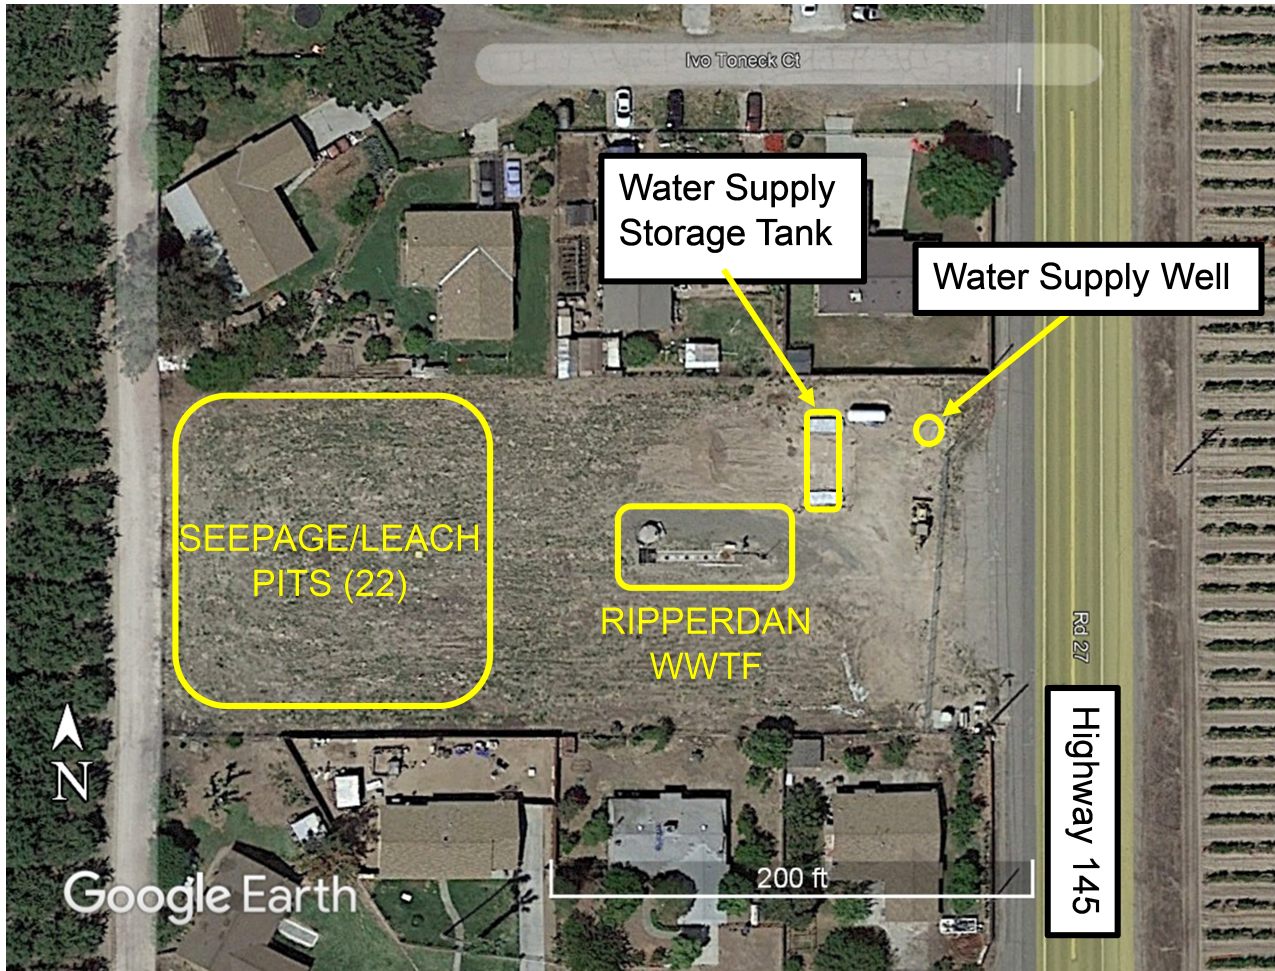 Ivo Toneck Ct
Water Supply
Storage Tank
Water Supply Well
SEEPAGE/LEACH
PITS (22)
RIPPERDAN
WWTF
Rd 27
Highway 145
N
200 ft
Google Earth